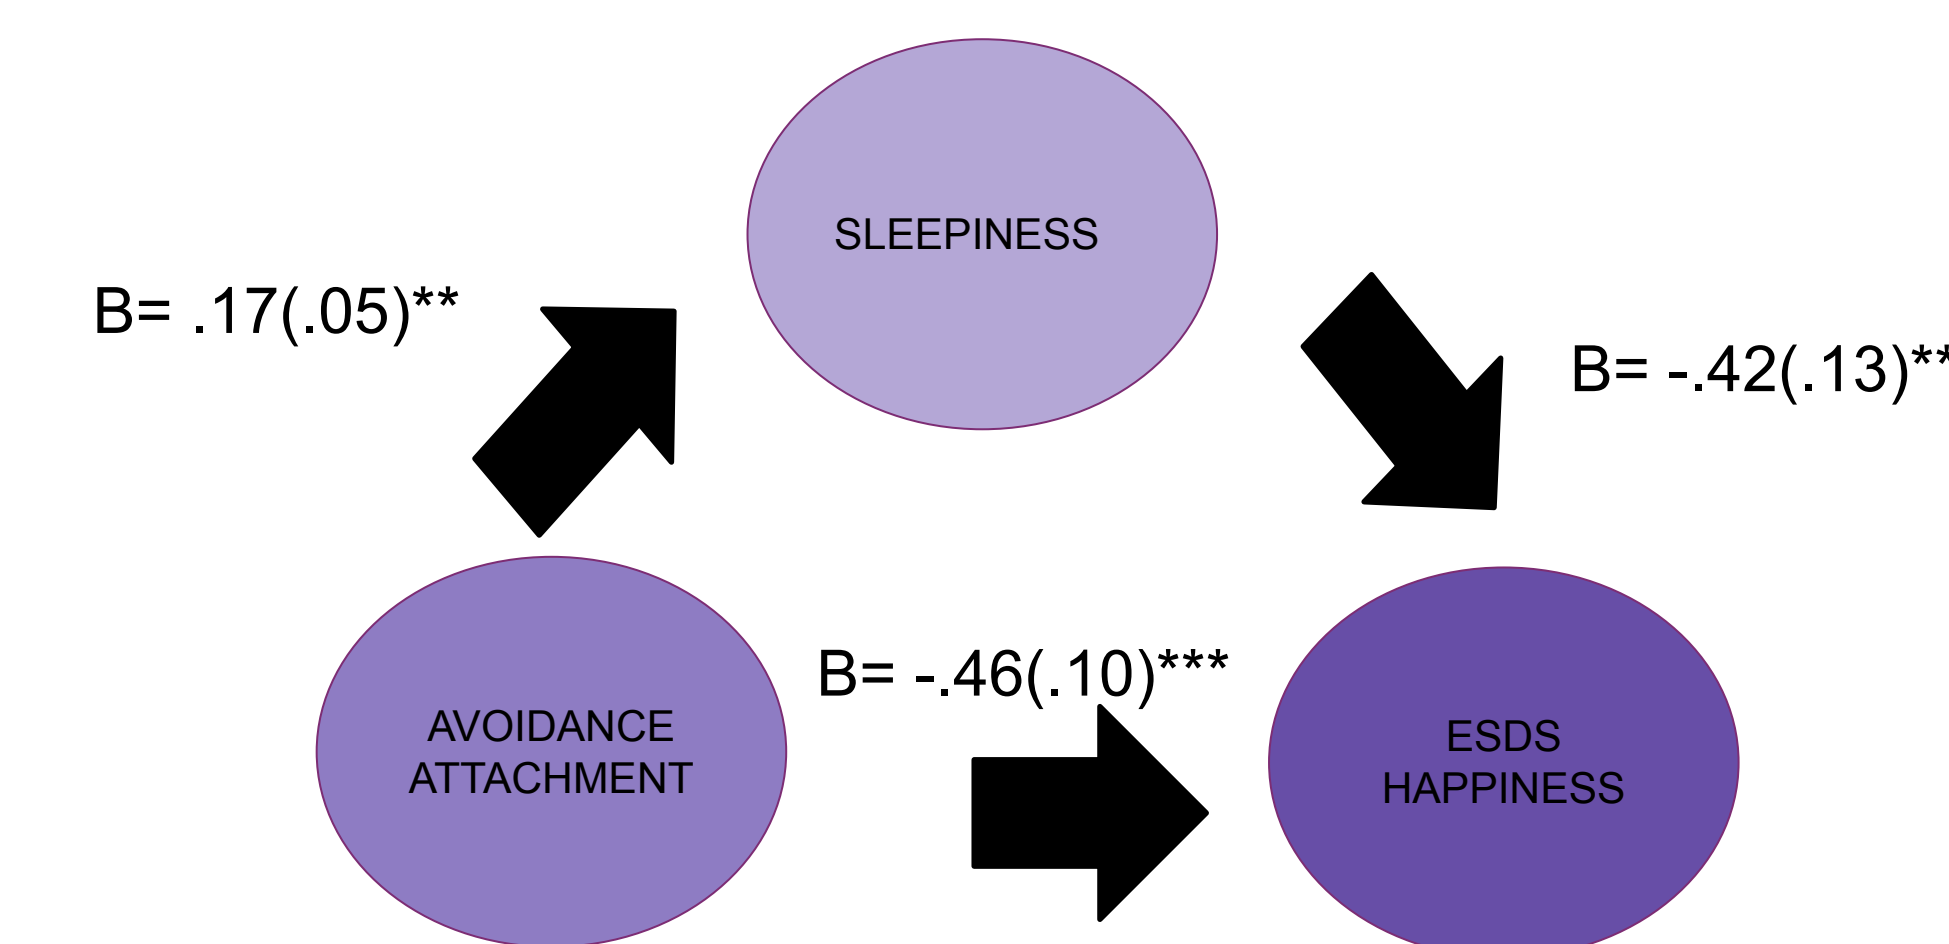 SLEEPINESS
B= .17(.05)**
B= -.42(.13)**
B= -.46(.10)***
AVOIDANCE
ATTACHMENT
ESDS
HAPPINESS